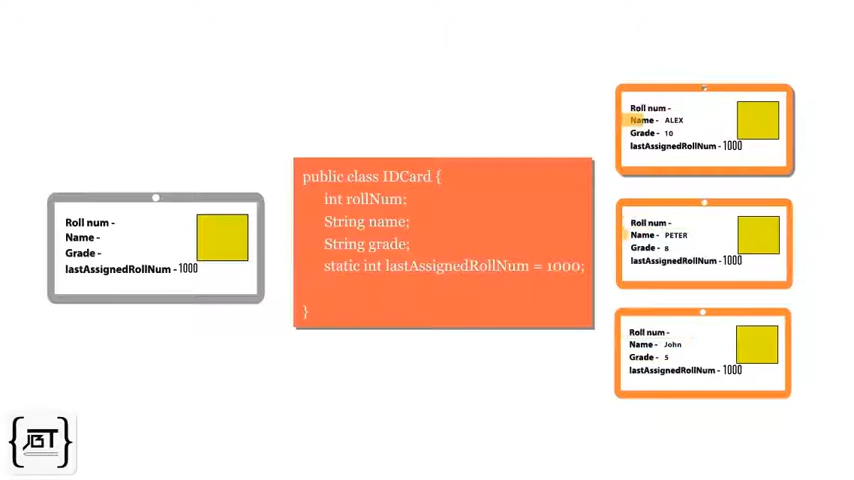 Roll num -
Name -
Grade -
lastAssignedRollNum - 1000
public class IDCard {
int rollNum;
String name;
String grade;
static int lastAssignedRollNum = 1000;
}
Roll num -
Name - ALEX
Grade - 10
lastAssignedRollNum - 1000
Roll num -
Name - PETER
Grade - 8
lastAssignedRollNum - 1000
Roll num -
Name - John
Grade - 5
lastAssignedRollNum - 1000
{JBT}